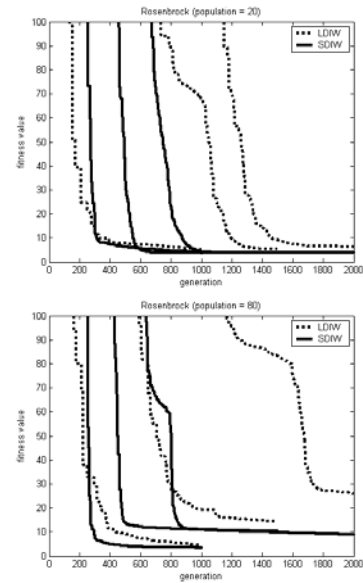 Rosenbrock (population = 20)
100
90
80
70
60
50
40
30
20
10
0
fitness value
LDIW
SDIW
0 200 400 600 800 1000 1200 1400 1600 1800 2000
generation
Rosenbrock (population = 80)
100
90
80
70
60
50
40
30
20
10
0
fitness value
LDIW
SDIW
0 200 400 600 800 1000 1200 1400 1600 1800 2000
generation